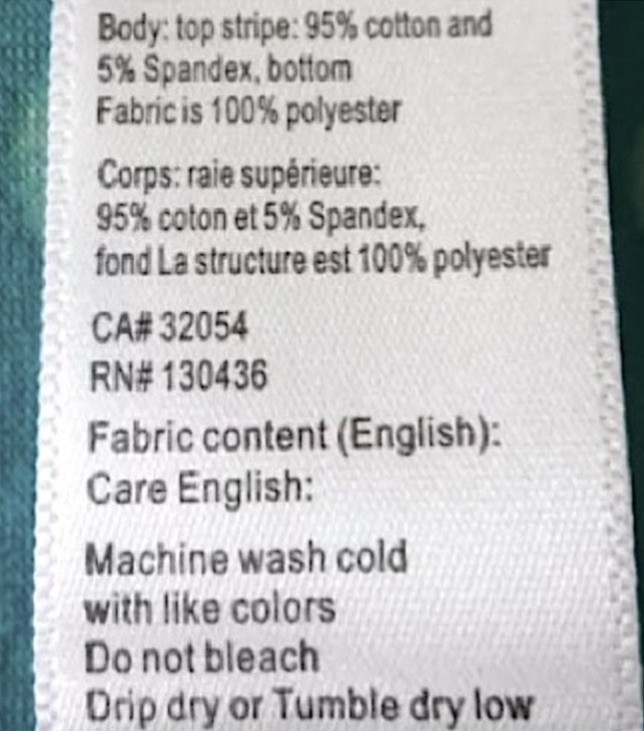 Body: top stripe: 95% cotton and
5% Spandex, bottom
Fabric is 100% polyester
Corps: raie supérieure:
95% coton et 5% Spandex,
fond La structure est 100% polyester
CA# 32054
RN# 130436
Fabric content (English):
Care English:
Machine wash cold
with like colors
Do not bleach
Drip dry or Tumble dry low